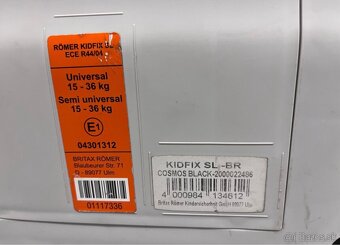 RÖMER KIDFIX SL
ECE R44/04
Universal
15 - 36 kg
Semi universal
15 - 36 kg
E1
04301312
BRITAX RÖMER
Blaubeurer Str. 71
D - 89077 Ulm
01117336
KIDFIX SL -BR
COSMOS BLACK-2000022486
4 000984 134612
Britax Römer Kindersicherheit GmbH 89077 Ulm